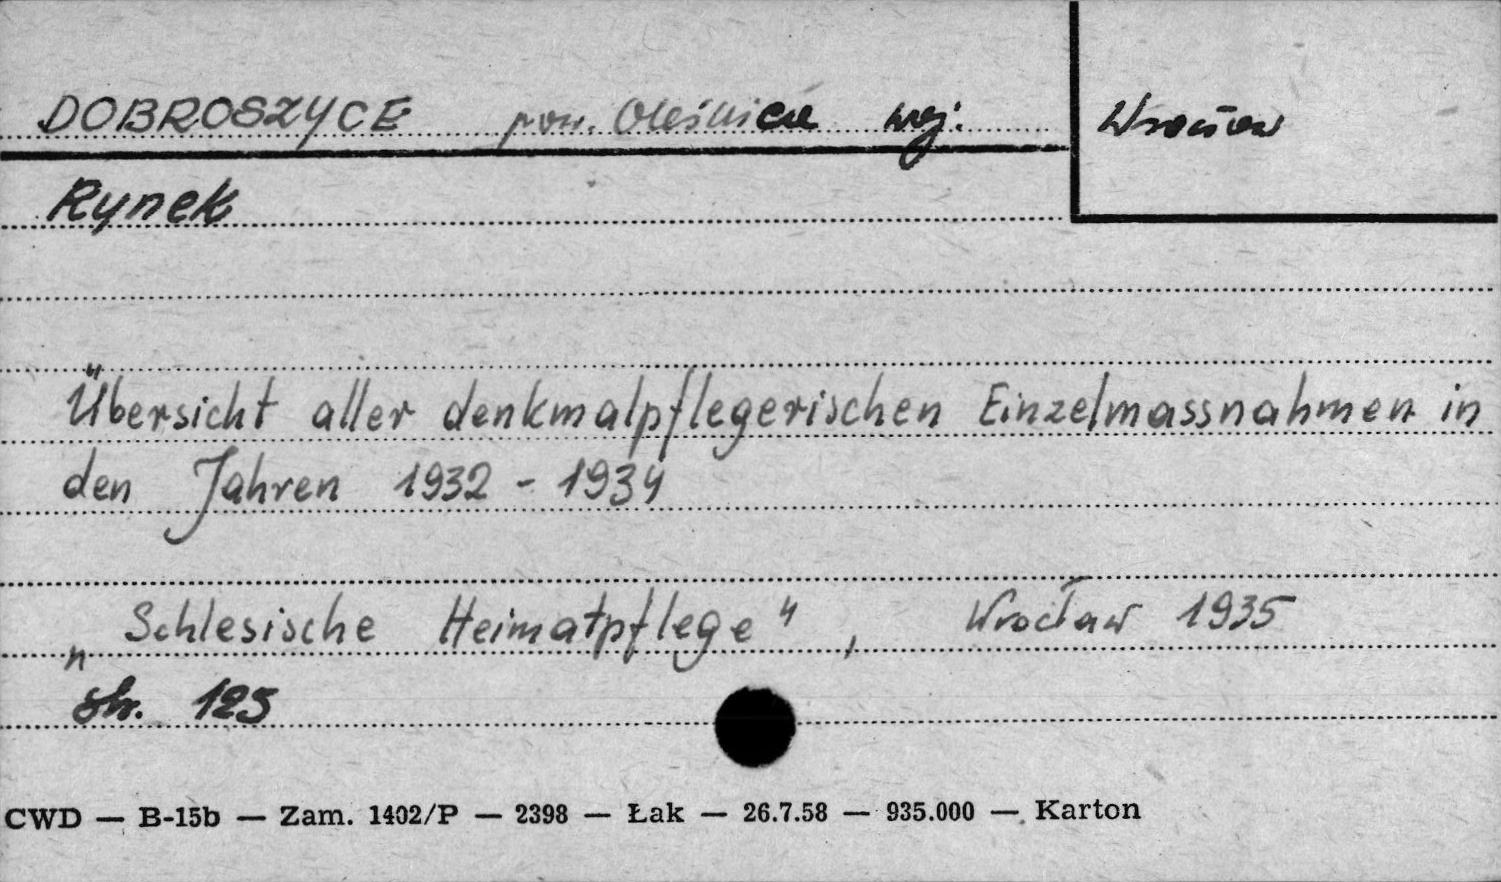 DOBROSZYCE pow. Oleśnica woj. Wrocław
Rynek
Übersicht aller denkmalpflegerischen Einzelmassnahmen in
den Jahren 1932 - 1934
„Schlesische Heimatpflege", Wrocław 1935
str. 125
CWD — B-15b — Zam. 1402/P — 2398 — Łak — 26.7.58 — 935.000 — Karton